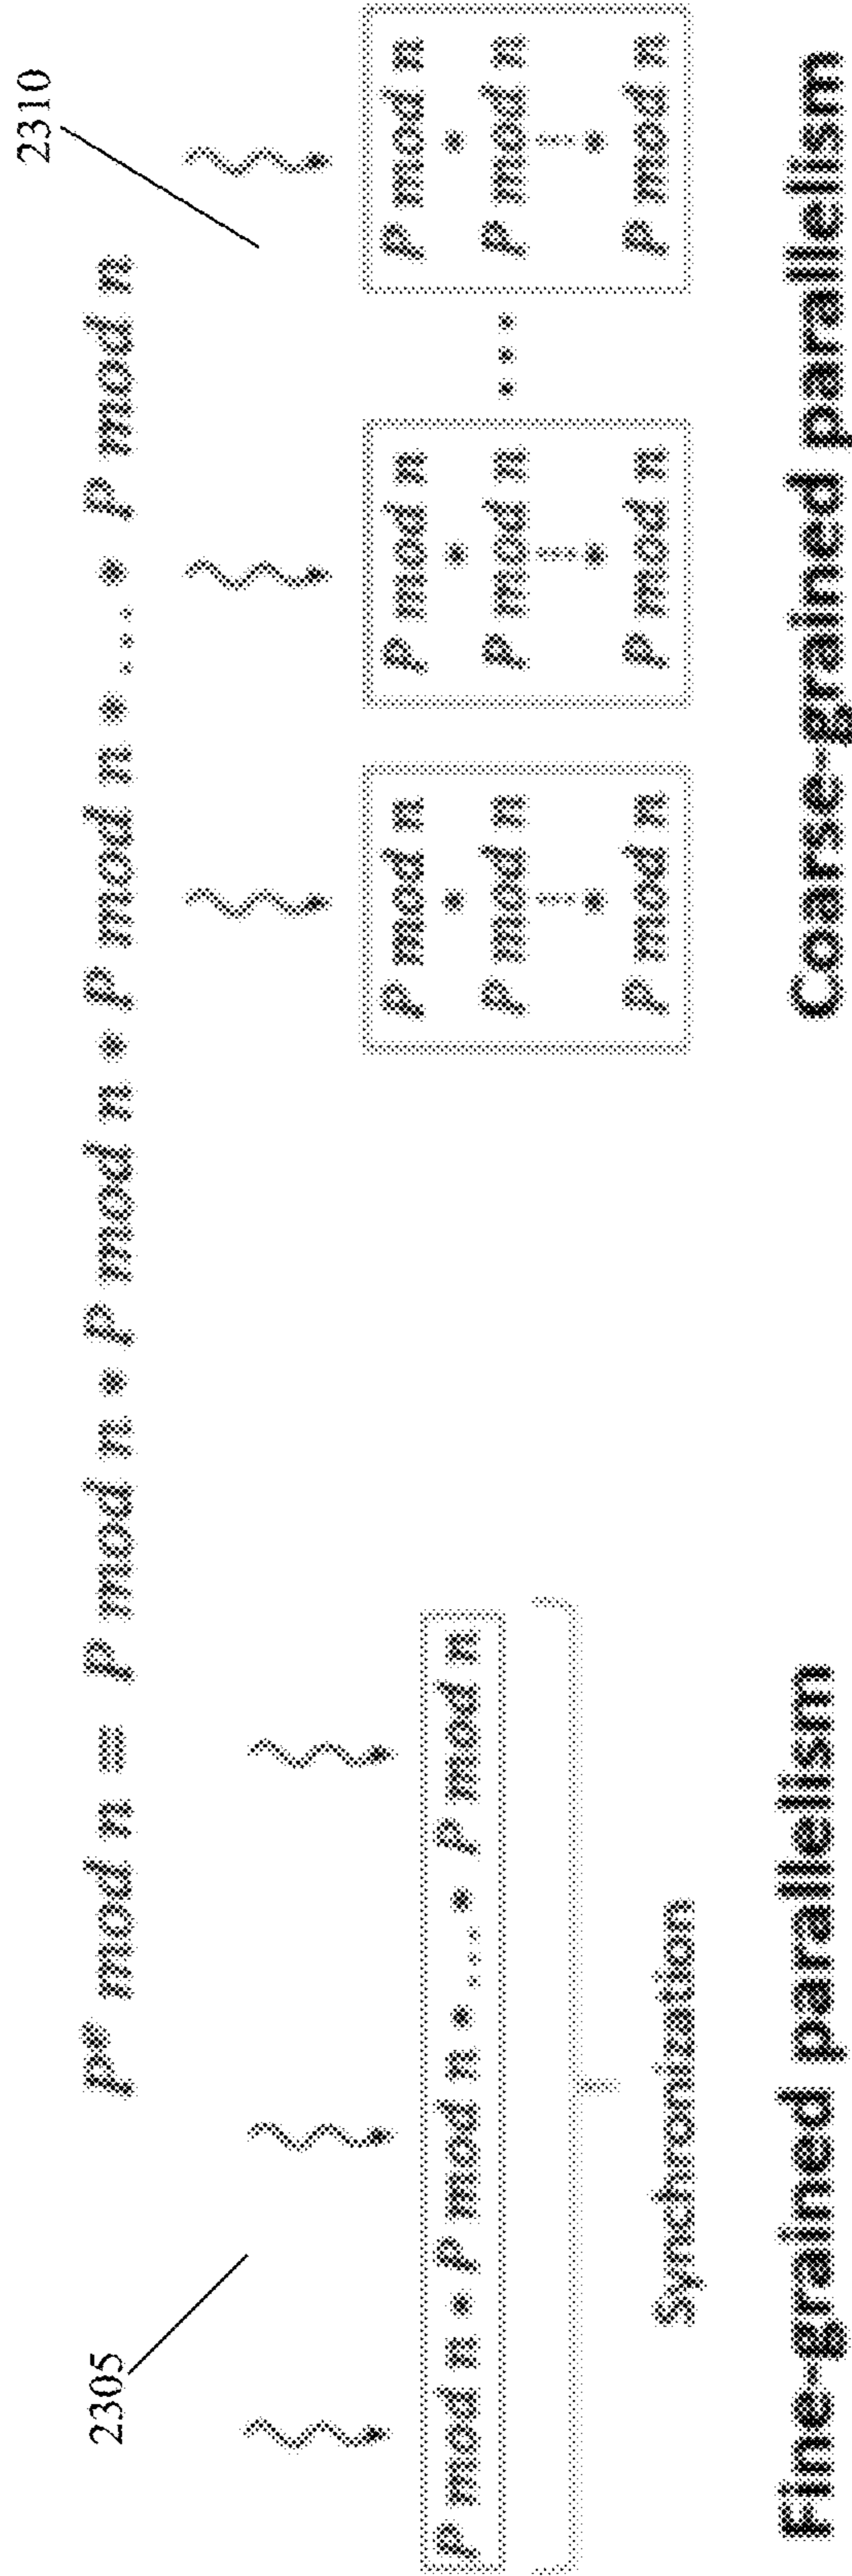 2310
Pᵉ mod n = P mod n • P mod n • P mod n • ... • P mod n
2305
P mod n • P mod n • ... • P mod n
Synchronization
Fine-grained parallelism
P mod n
•
P mod n
⋮
•
P mod n
P mod n
•
P mod n
⋮
•
P mod n
...
P mod n
•
P mod n
⋮
•
P mod n
Coarse-grained parallelism